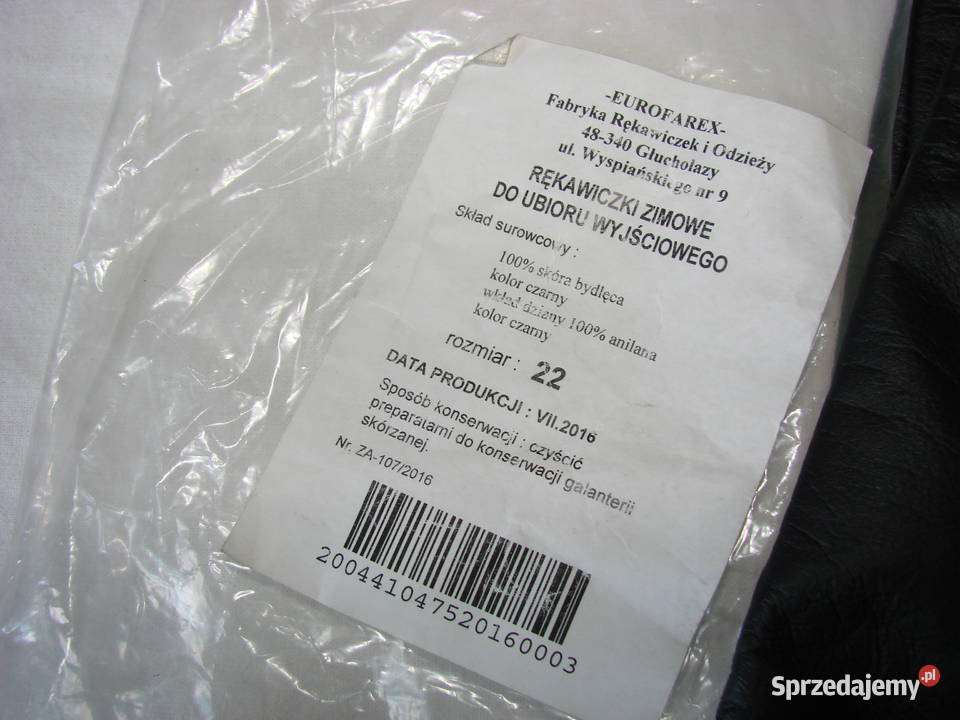 -EUROFAREX-
Fabryka Rękawiczek i Odzieży
48-340 Głuchołazy
ul. Wyspiańskiego nr 9
RĘKAWICZKI ZIMOWE
DO UBIORU WYJŚCIOWEGO
Skład surowcowy :
100% skóra bydlęca
kolor czarny
wkład dziany 100% anilana
kolor czarny
rozmiar : 22
DATA PRODUKCJI : VII.2016
Sposób konserwacji : czyścić
preparatami do konserwacji galanterii
skórzanej.
Nr. ZA-107/2016
200441047520160003
Sprzedajemy.pl